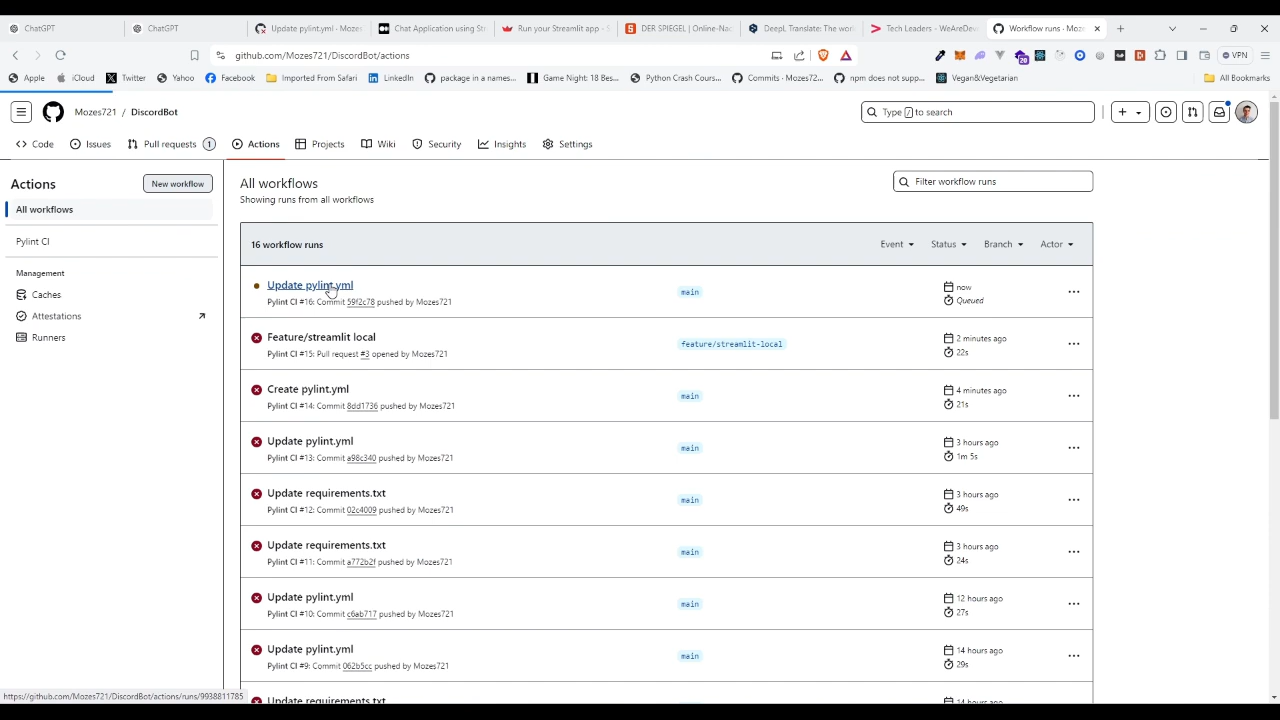 ChatGPT
ChatGPT
Update pylint.yml · Mozes
Chat Application using Str
Run your Streamlit app - S
DER SPIEGEL | Online-Nac
DeepL Translate: The worl
Tech Leaders - WeAreDev
Workflow runs · Moze
github.com/Mozes721/DiscordBot/actions
VPN
Apple
iCloud
Twitter
Yahoo
Facebook
Imported From Safari
LinkedIn
package in a names...
Game Night: 18 Bes...
Python Crash Cours...
Commits · Mozes72...
npm does not supp...
Vegan&Vegetarian
All Bookmarks
Mozes721 / DiscordBot
Type / to search
Code
Issues
Pull requests 1
Actions
Projects
Wiki
Security
Insights
Settings
Actions
New workflow
All workflows
Pylint CI
Management
Caches
Attestations
Runners
All workflows
Showing runs from all workflows
Filter workflow runs
16 workflow runs
Event
Status
Branch
Actor
Update pylint.yml
Pylint CI #16: Commit 59f2c78 pushed by Mozes721
main
now
Queued
Feature/streamlit local
Pylint CI #15: Pull request #3 opened by Mozes721
feature/streamlit-local
2 minutes ago
22s
Create pylint.yml
Pylint CI #14: Commit 8dd1736 pushed by Mozes721
main
4 minutes ago
21s
Update pylint.yml
Pylint CI #13: Commit a98c340 pushed by Mozes721
main
3 hours ago
1m 5s
Update requirements.txt
Pylint CI #12: Commit 02c4009 pushed by Mozes721
main
3 hours ago
49s
Update requirements.txt
Pylint CI #11: Commit a772b2f pushed by Mozes721
main
3 hours ago
24s
Update pylint.yml
Pylint CI #10: Commit c6ab717 pushed by Mozes721
main
12 hours ago
27s
Update pylint.yml
Pylint CI #9: Commit 062b5cc pushed by Mozes721
main
14 hours ago
29s
Update requirements.txt
14 hours ago
https://github.com/Mozes721/DiscordBot/actions/runs/9938811785